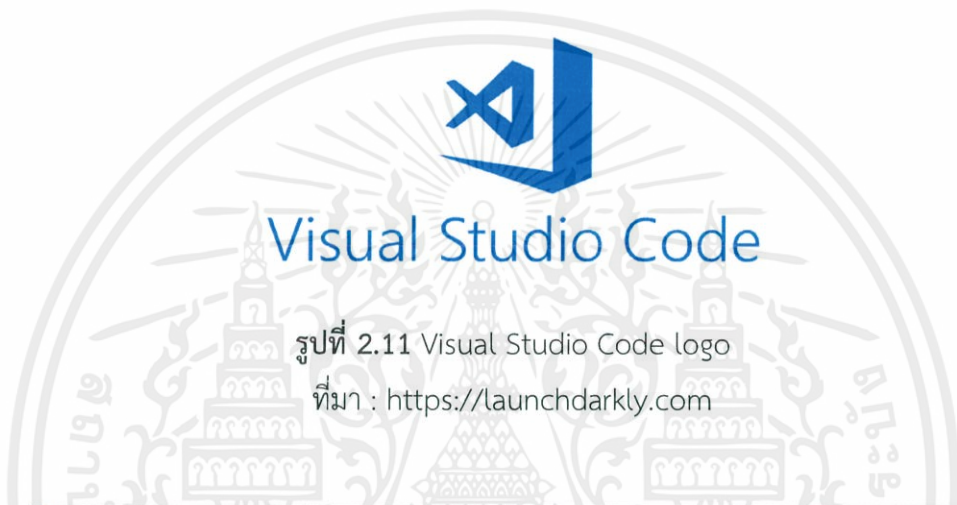 Visual Studio Code
รูปที่ 2.11 Visual Studio Code logo
ที่มา : https://launchdarkly.com